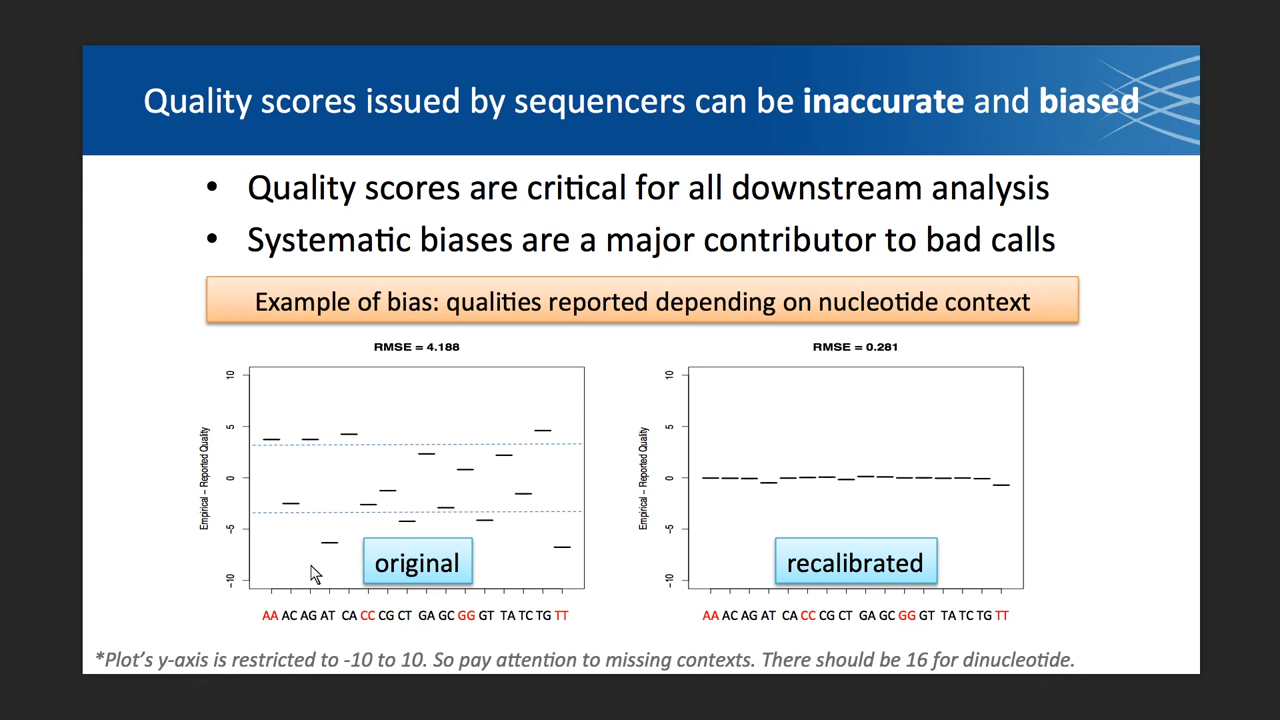 Quality scores issued by sequencers can be inaccurate and biased
• Quality scores are critical for all downstream analysis
• Systematic biases are a major contributor to bad calls
Example of bias: qualities reported depending on nucleotide context
RMSE = 4.188
Empirical − Reported Quality
10
5
0
−5
−10
original
AA AC AG AT CA CC CG CT GA GC GG GT TA TC TG TT
RMSE = 0.281
Empirical − Reported Quality
10
5
0
−5
−10
recalibrated
AA AC AG AT CA CC CG CT GA GC GG GT TA TC TG TT
*Plot's y-axis is restricted to -10 to 10. So pay attention to missing contexts. There should be 16 for dinucleotide.